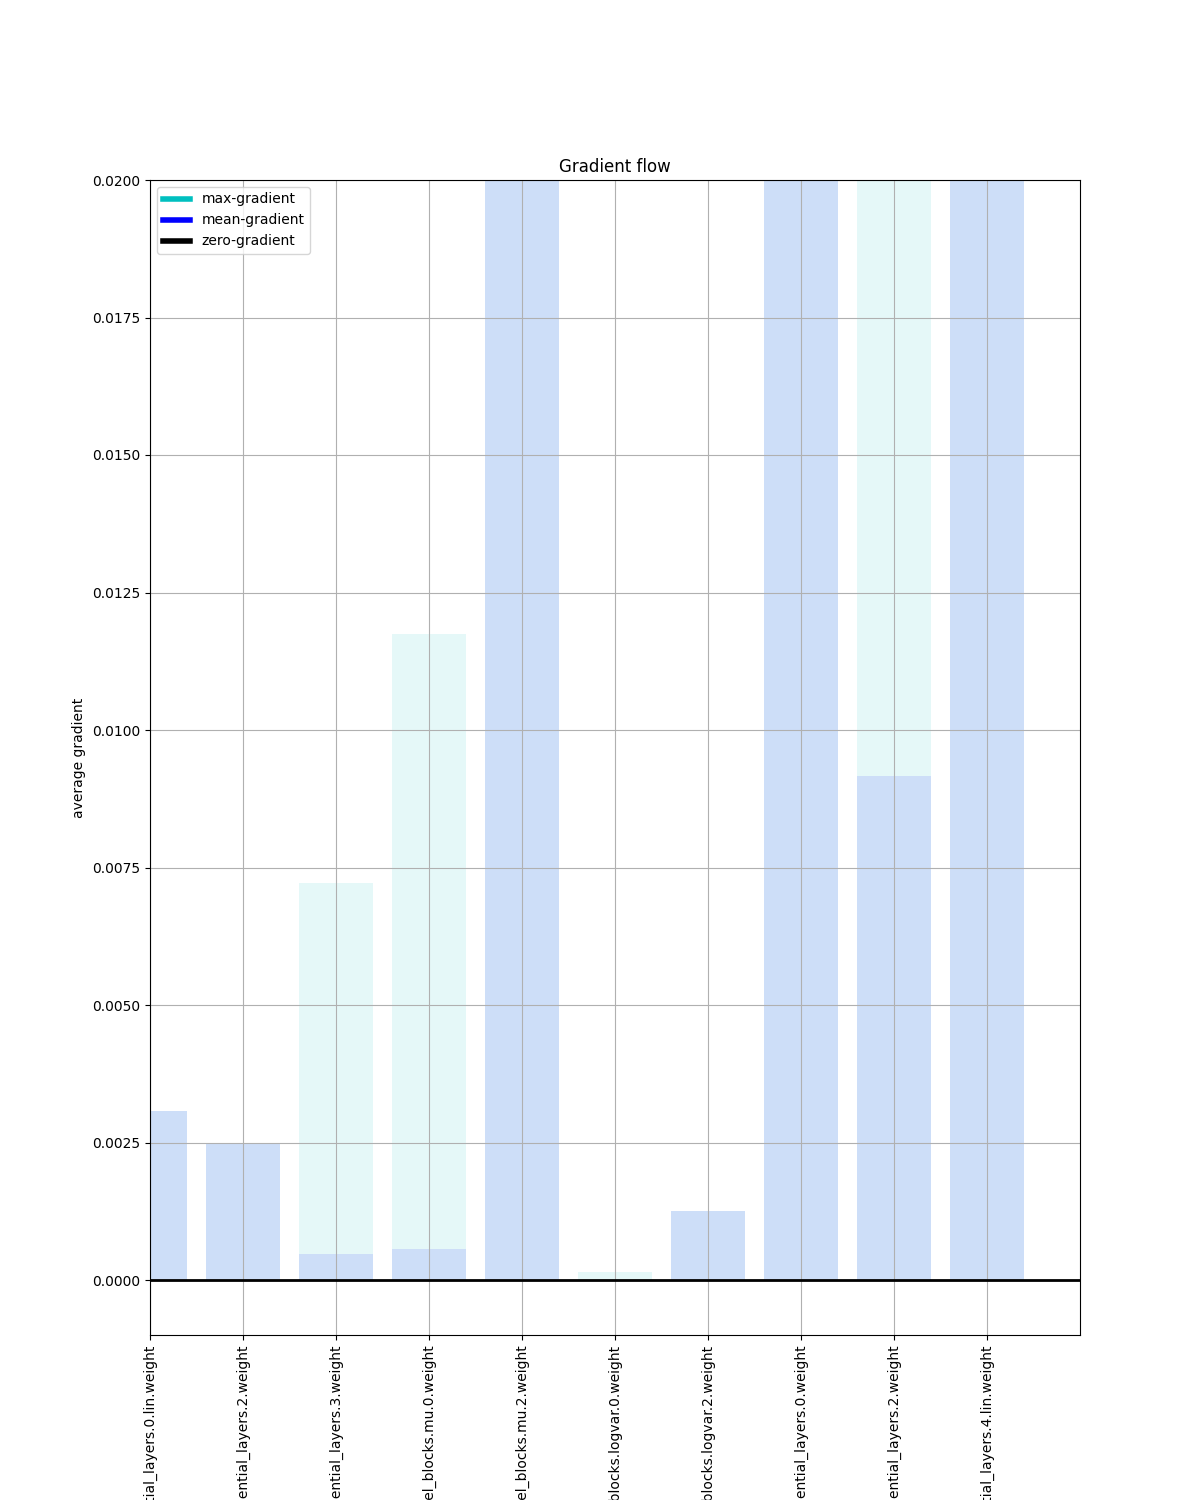 Gradient flow
max-gradient
mean-gradient
zero-gradient
0.0200
0.0175
0.0150
0.0125
0.0100
0.0075
0.0050
0.0025
0.0000
average gradient
tial_layers.0.lin.weight
ential_layers.2.weight
ential_layers.3.weight
el_blocks.mu.0.weight
el_blocks.mu.2.weight
blocks.logvar.0.weight
blocks.logvar.2.weight
ential_layers.0.weight
ential_layers.2.weight
tial_layers.4.lin.weight